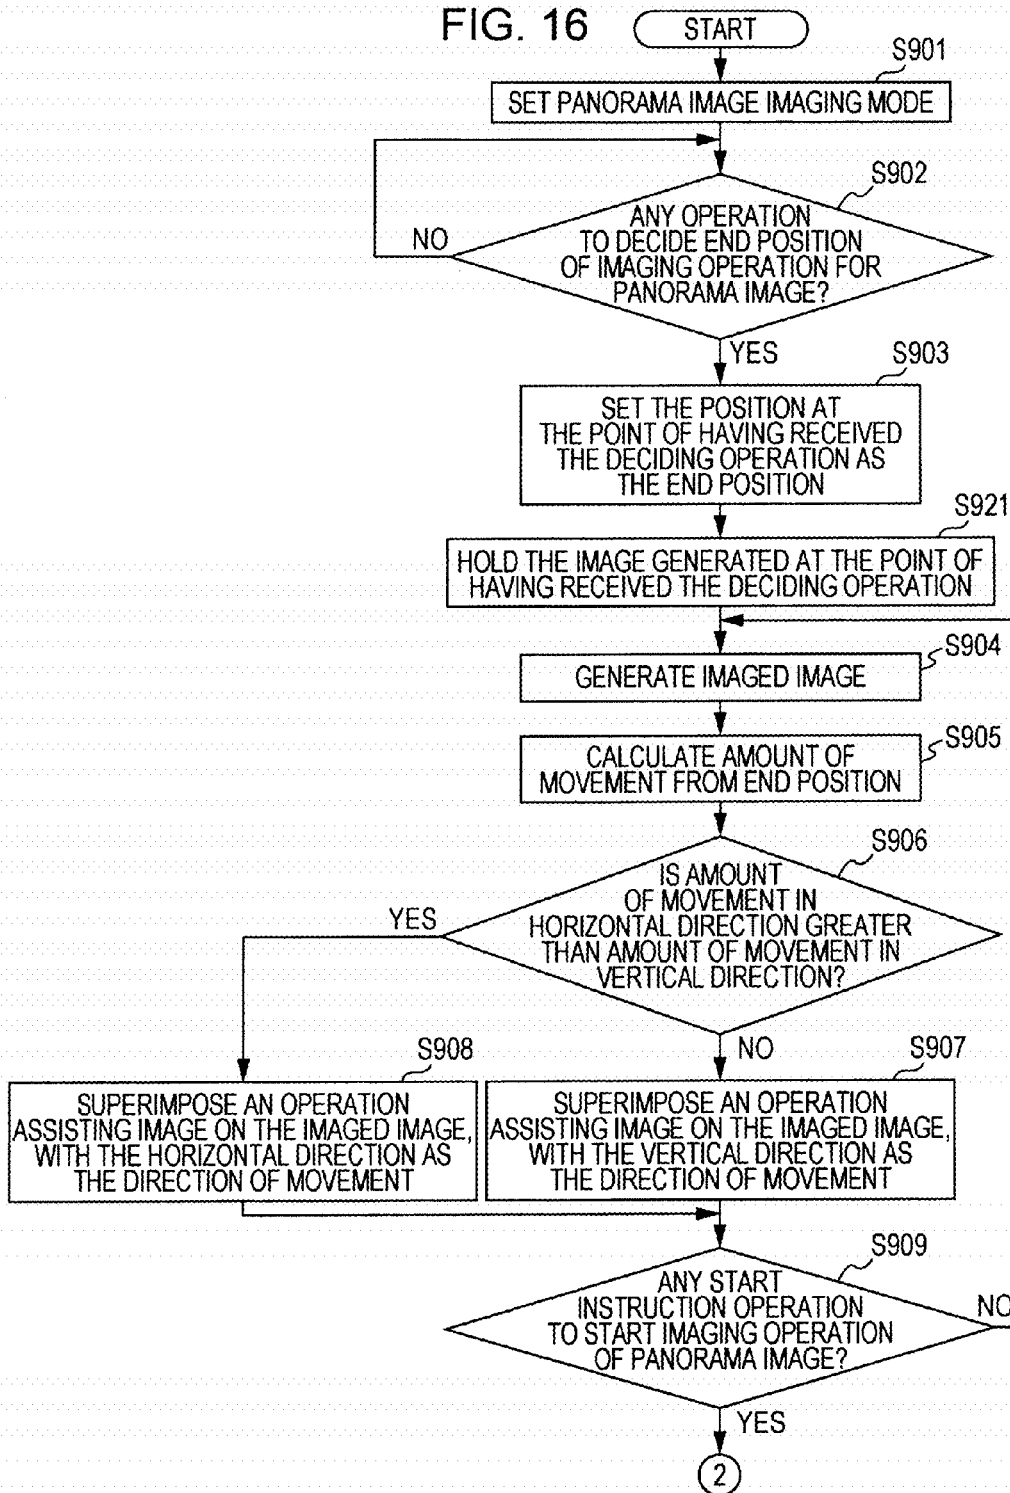 FIG. 16
START
S901
SET PANORAMA IMAGE IMAGING MODE
S902
ANY OPERATION
TO DECIDE END POSITION
OF IMAGING OPERATION FOR
PANORAMA IMAGE?
NO
YES
S903
SET THE POSITION AT
THE POINT OF HAVING RECEIVED
THE DECIDING OPERATION AS
THE END POSITION
S921
HOLD THE IMAGE GENERATED AT THE POINT OF
HAVING RECEIVED THE DECIDING OPERATION
S904
GENERATE IMAGED IMAGE
S905
CALCULATE AMOUNT OF
MOVEMENT FROM END POSITION
S906
IS AMOUNT
OF MOVEMENT IN
HORIZONTAL DIRECTION GREATER
THAN AMOUNT OF MOVEMENT IN
VERTICAL DIRECTION?
YES
NO
S908
SUPERIMPOSE AN OPERATION
ASSISTING IMAGE ON THE IMAGED IMAGE,
WITH THE HORIZONTAL DIRECTION AS
THE DIRECTION OF MOVEMENT
S907
SUPERIMPOSE AN OPERATION
ASSISTING IMAGE ON THE IMAGED IMAGE,
WITH THE VERTICAL DIRECTION AS
THE DIRECTION OF MOVEMENT
S909
ANY START
INSTRUCTION OPERATION
TO START IMAGING OPERATION
OF PANORAMA IMAGE?
NO
YES
2